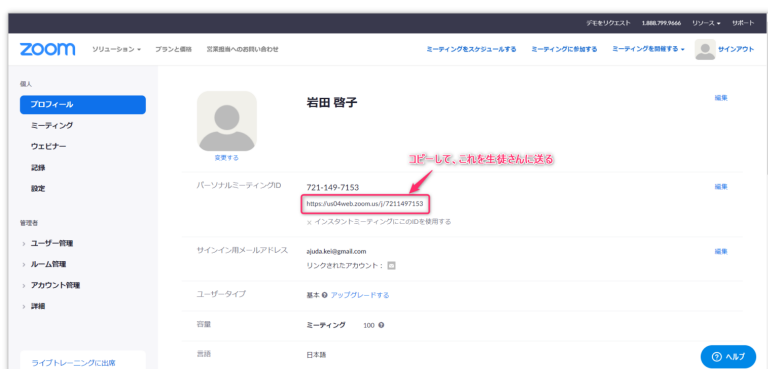 デモをリクエスト 1.888.799.9666 リソース サポート
zoom ソリューション プランと価格 営業担当へのお問い合わせ ミーティングをスケジュールする ミーティングに参加する ミーティングを開催する サインアウト
個人
プロフィール
ミーティング
ウェビナー
記録
設定
管理者
ユーザー管理
ルーム管理
アカウント管理
詳細
ライブトレーニングに出席
岩田 啓子 編集
変更する
コピーして、これを生徒さんに送る
パーソナルミーティングID 721-149-7153 編集
https://us04web.zoom.us/j/7211497153
× インスタントミーティングにこのIDを使用する
サインイン用メールアドレス ajuda.kei@gmail.com 編集
リンクされたアカウント:
ユーザータイプ 基本 アップグレードする
容量 ミーティング 100
言語 日本語
ヘルプ